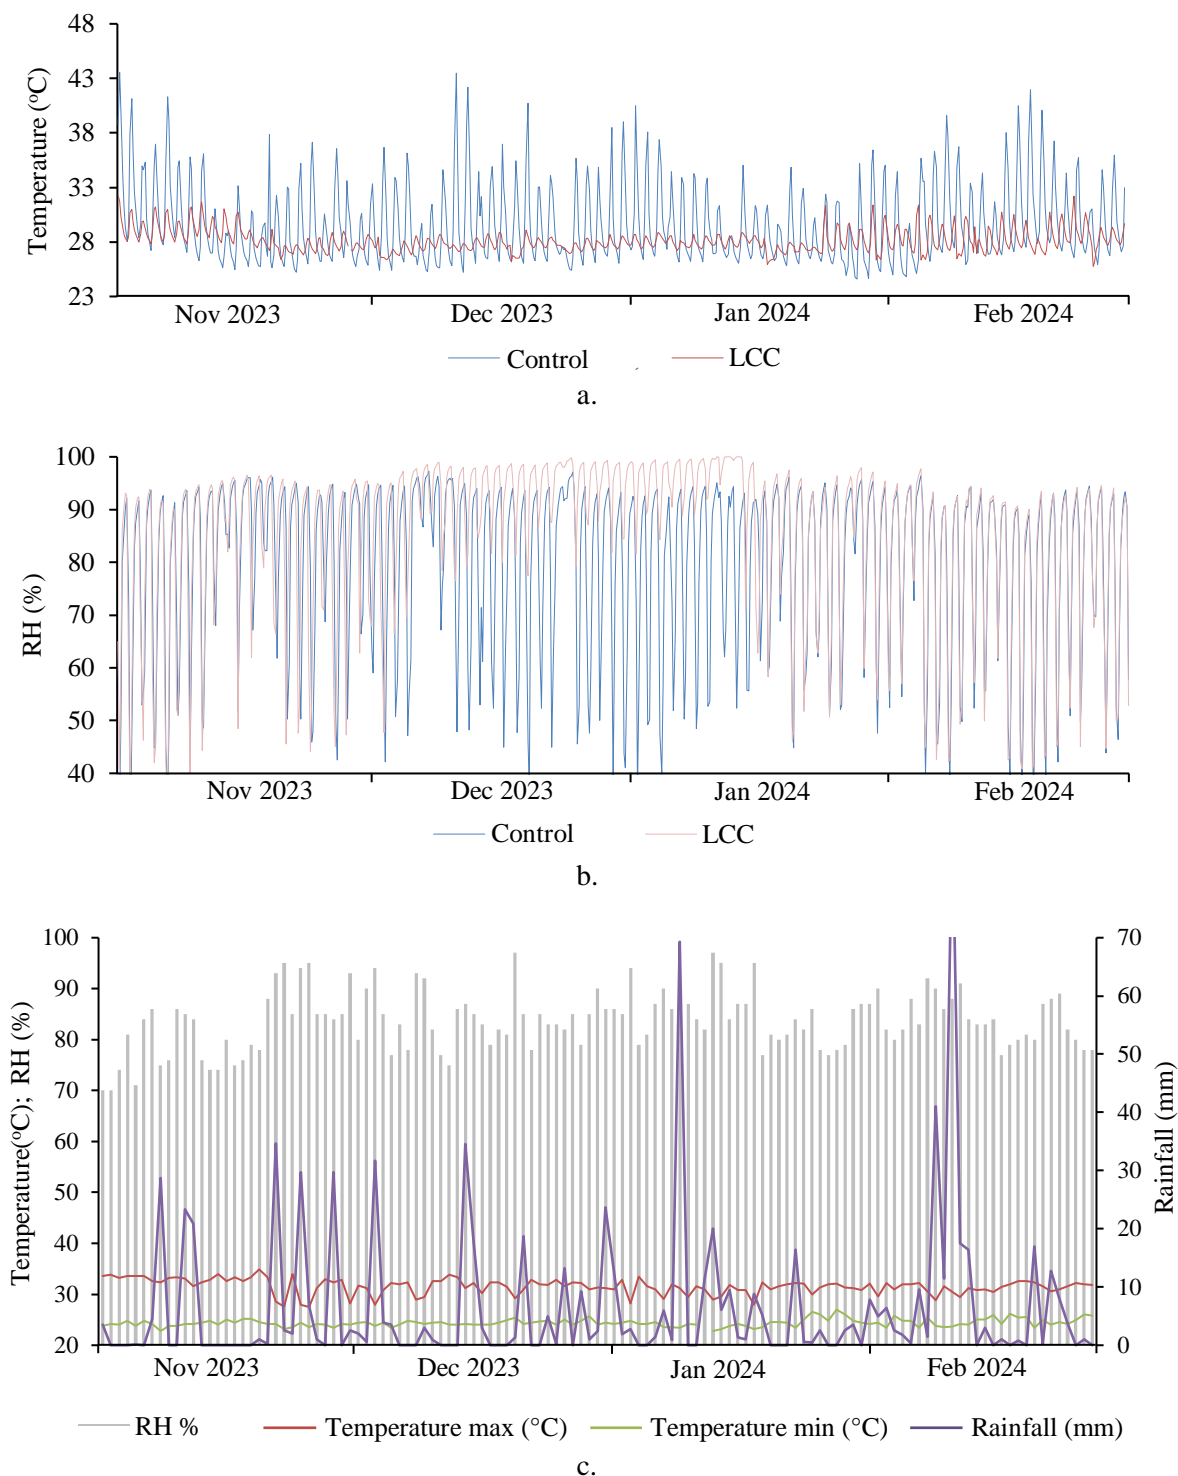 48
43
38
33
28
23
Temperature (°C)
Nov 2023 Dec 2023 Jan 2024 Feb 2024
Control LCC
a.
100
90
80
70
60
50
40
RH (%)
Nov 2023 Dec 2023 Jan 2024 Feb 2024
Control LCC
b.
100
90
80
70
60
50
40
30
20
Temperature(°C); RH (%)
70
60
50
40
30
20
10
0
Rainfall (mm)
Nov 2023 Dec 2023 Jan 2024 Feb 2024
RH % Temperature max (°C) Temperature min (°C) Rainfall (mm)
c.